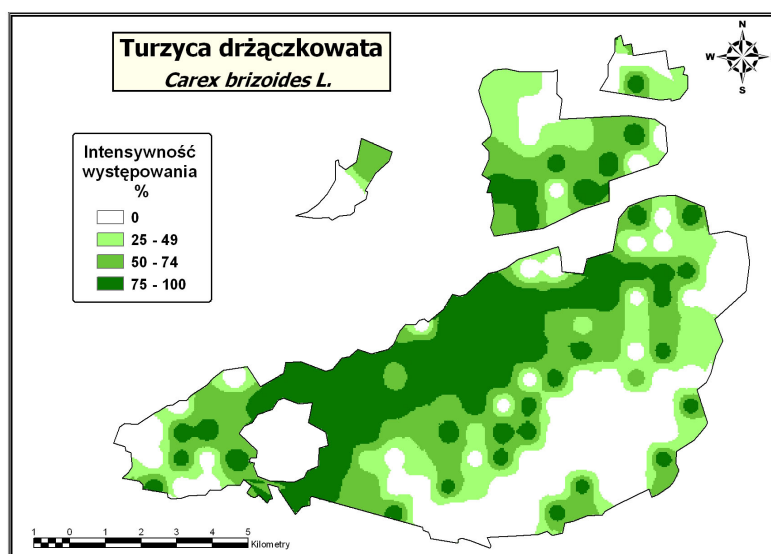 Turzyca drżączkowata
Carex brizoides L.
N
W E
S
Intensywność
występowania
%
0
25 - 49
50 - 74
75 - 100
1 0 1 2 3 4 5
Kilometry